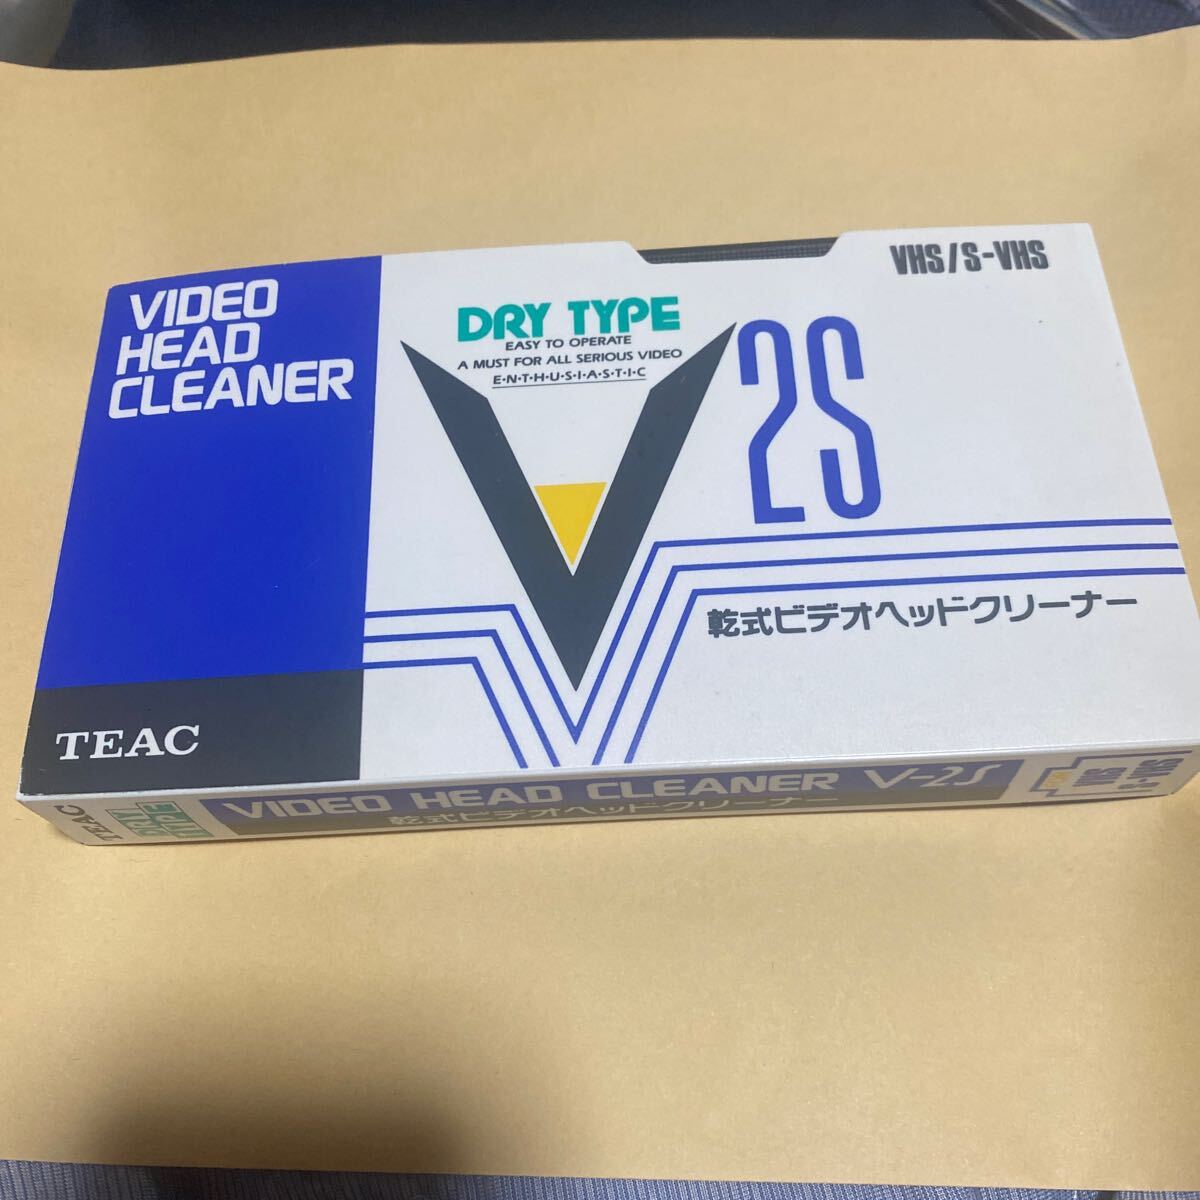 VIDEO
HEAD
CLEANER
DRY TYPE
EASY TO OPERATE
A MUST FOR ALL SERIOUS VIDEO
E·N·T·H·U·S·I·A·S·T·I·C
V
2S
VHS/S-VHS
乾式ビデオヘッドクリーナー
TEAC
TEAC
DRY
TYPE
VIDEO HEAD CLEANER V-2S
乾式ビデオヘッドクリーナー
S-VHS
VHS